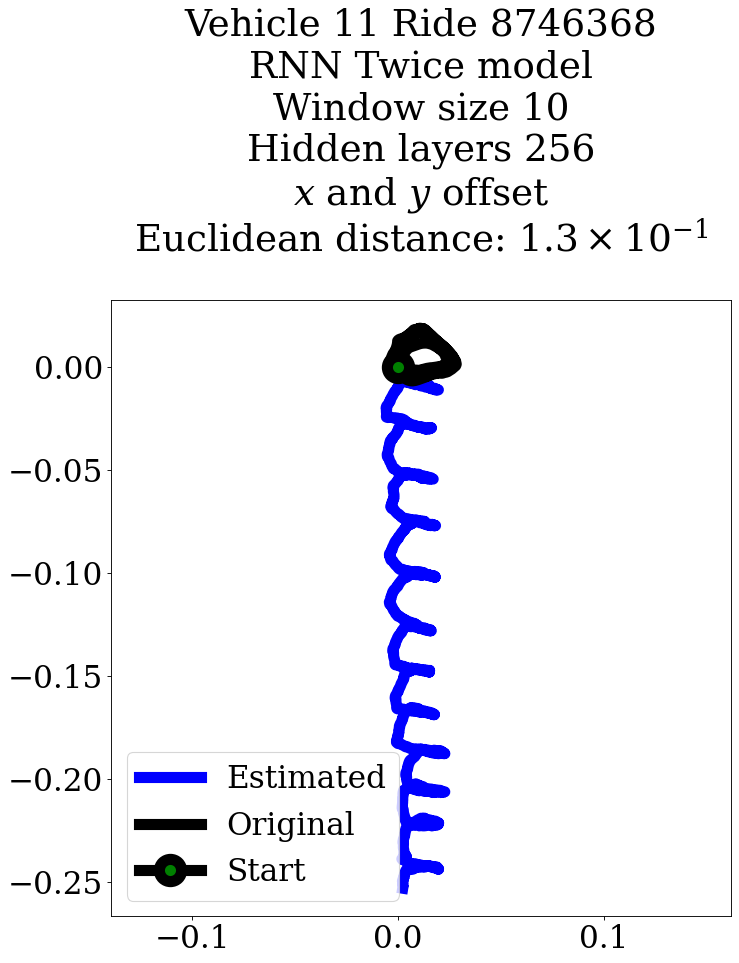 Vehicle 11 Ride 8746368
RNN Twice model
Window size 10
Hidden layers 256
x and y offset
Euclidean distance: 1.3 × 10⁻¹
0.00
−0.05
−0.10
−0.15
−0.20
−0.25
Estimated
Original
Start
−0.1
0.0
0.1